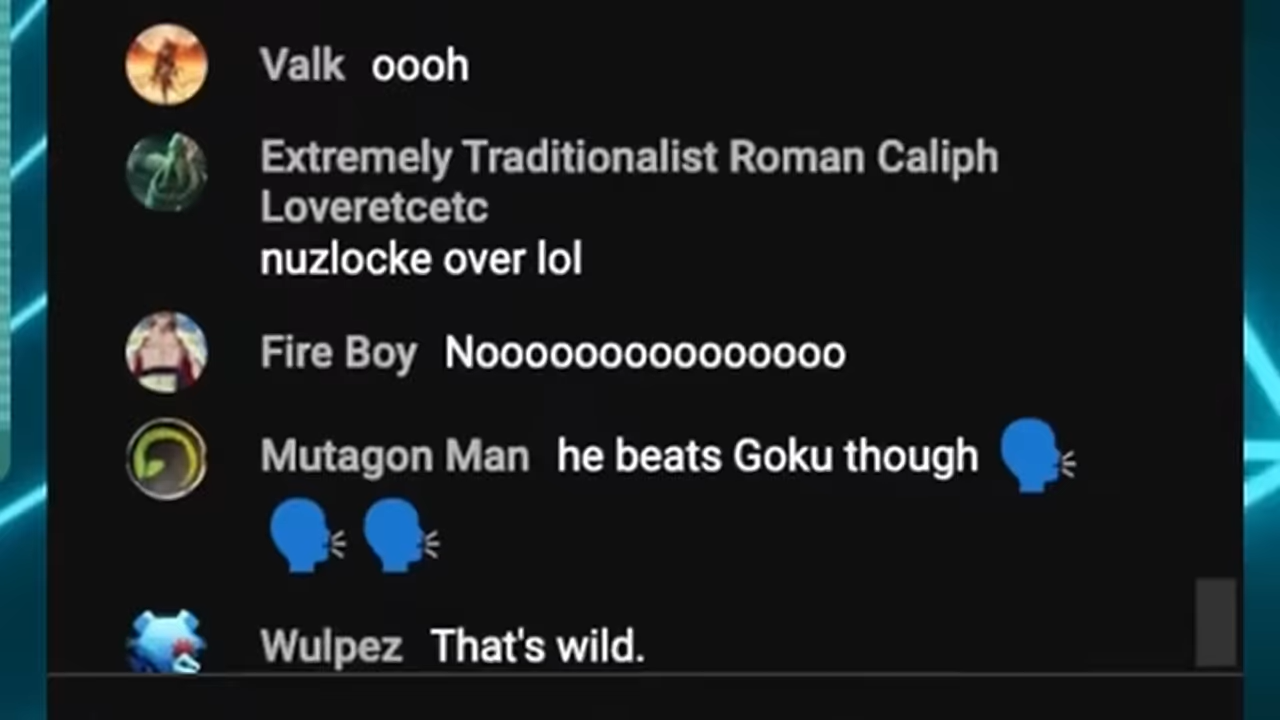 Valk oooh
Extremely Traditionalist Roman Caliph
Loveretcetc
nuzlocke over lol
Fire Boy Nooooooooooooooo
Mutagon Man he beats Goku though 🗣
🗣 🗣
Wulpez That's wild.